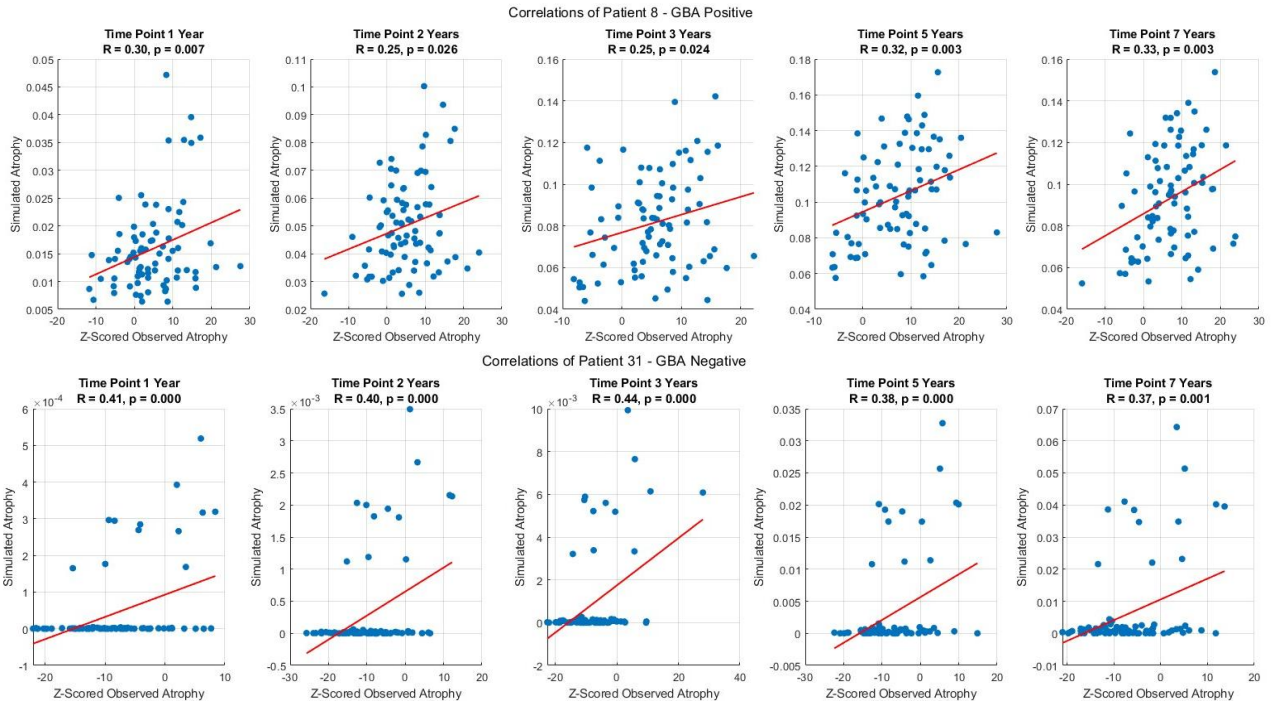 Correlations of Patient 8 - GBA Positive
Time Point 1 Year
R = 0.30, p = 0.007
Simulated Atrophy
0.05
0.045
0.04
0.035
0.03
0.025
0.02
0.015
0.01
0.005
-20 -10 0 10 20 30
Z-Scored Observed Atrophy
Time Point 2 Years
R = 0.25, p = 0.026
Simulated Atrophy
0.11
0.1
0.09
0.08
0.07
0.06
0.05
0.04
0.03
0.02
-20 -10 0 10 20 30
Z-Scored Observed Atrophy
Time Point 3 Years
R = 0.25, p = 0.024
Simulated Atrophy
0.16
0.14
0.12
0.1
0.08
0.06
0.04
-10 0 10 20
Z-Scored Observed Atrophy
Time Point 5 Years
R = 0.32, p = 0.003
Simulated Atrophy
0.18
0.16
0.14
0.12
0.1
0.08
0.06
0.04
-10 0 10 20 30
Z-Scored Observed Atrophy
Time Point 7 Years
R = 0.33, p = 0.003
Simulated Atrophy
0.16
0.14
0.12
0.1
0.08
0.06
0.04
-20 -10 0 10 20 30
Z-Scored Observed Atrophy
Correlations of Patient 31 - GBA Negative
Time Point 1 Year
R = 0.41, p = 0.000
×10-4
Simulated Atrophy
6
5
4
3
2
1
0
-1
-20 -10 0 10
Z-Scored Observed Atrophy
Time Point 2 Years
R = 0.40, p = 0.000
×10-3
Simulated Atrophy
3.5
3
2.5
2
1.5
1
0.5
0
-0.5
-30 -20 -10 0 10 20
Z-Scored Observed Atrophy
Time Point 3 Years
R = 0.44, p = 0.000
×10-3
Simulated Atrophy
10
8
6
4
2
0
-2
-20 0 20 40
Z-Scored Observed Atrophy
Time Point 5 Years
R = 0.38, p = 0.000
Simulated Atrophy
0.035
0.03
0.025
0.02
0.015
0.01
0.005
0
-0.005
-30 -20 -10 0 10 20
Z-Scored Observed Atrophy
Time Point 7 Years
R = 0.37, p = 0.001
Simulated Atrophy
0.07
0.06
0.05
0.04
0.03
0.02
0.01
0
-0.01
-20 -10 0 10 20
Z-Scored Observed Atrophy